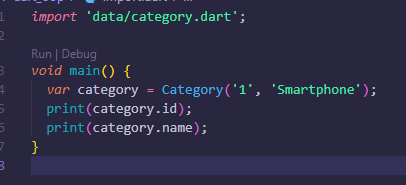 import 'data/category.dart';
Run | Debug
void main() {
var category = Category('1', 'Smartphone');
print(category.id);
print(category.name);
}